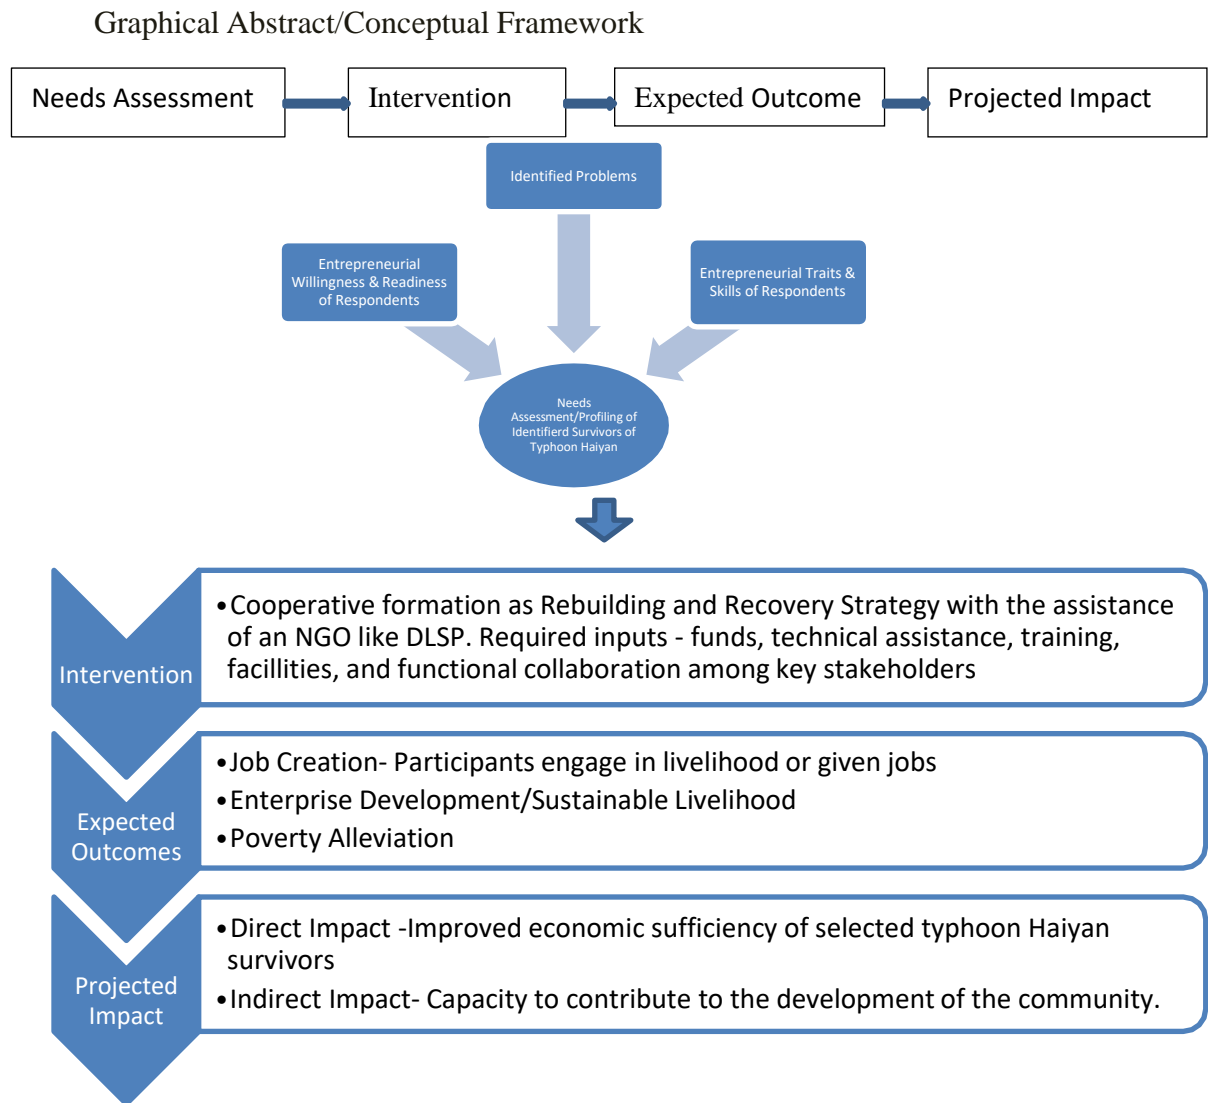 Graphical Abstract/Conceptual Framework
Needs Assessment
Intervention
Expected Outcome
Projected Impact
Identified Problems
Entrepreneurial
Willingness & Readiness
of Respondents
Entrepreneurial Traits &
Skills of Respondents
Needs
Assessment/Profiling of
Identifierd Survivors of
Typhoon Haiyan
Intervention
•Cooperative formation as Rebuilding and Recovery Strategy with the assistance
of an NGO like DLSP. Required inputs - funds, technical assistance, training,
facillities, and functional collaboration among key stakeholders
Expected
Outcomes
•Job Creation- Participants engage in livelihood or given jobs
•Enterprise Development/Sustainable Livelihood
•Poverty Alleviation
Projected
Impact
•Direct Impact -Improved economic sufficiency of selected typhoon Haiyan
survivors
•Indirect Impact- Capacity to contribute to the development of the community.